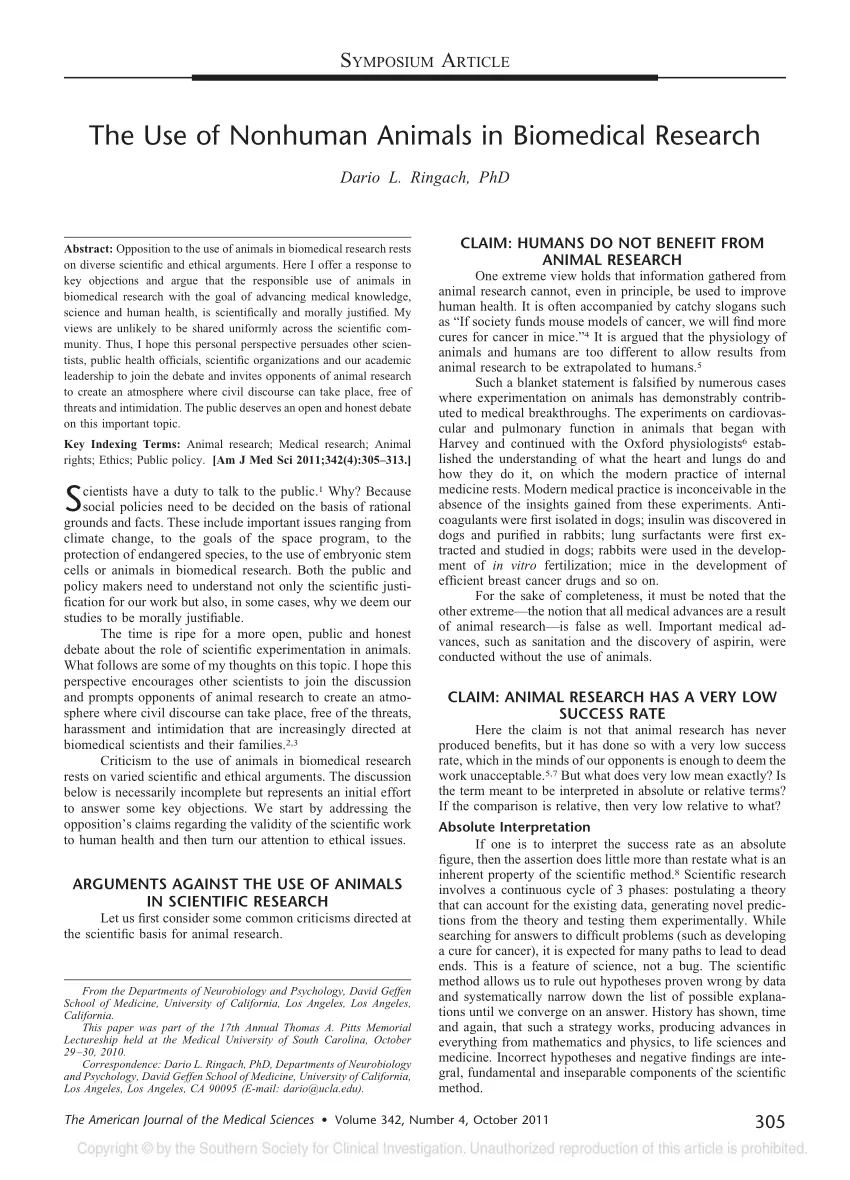 SYMPOSIUM ARTICLE
The Use of Nonhuman Animals in Biomedical Research
Dario L. Ringach, PhD
Abstract: Opposition to the use of animals in biomedical research rests
on diverse scientific and ethical arguments. Here I offer a response to
key objections and argue that the responsible use of animals in
biomedical research with the goal of advancing medical knowledge,
science and human health, is scientifically and morally justified. My
views are unlikely to be shared uniformly across the scientific com-
munity. Thus, I hope this personal perspective persuades other scien-
tists, public health officials, scientific organizations and our academic
leadership to join the debate and invites opponents of animal research
to create an atmosphere where civil discourse can take place, free of
threats and intimidation. The public deserves an open and honest debate
on this important topic.
Key Indexing Terms: Animal research; Medical research; Animal
rights; Ethics; Public policy. [Am J Med Sci 2011;342(4):305–313.]
Scientists have a duty to talk to the public.1 Why? Because
social policies need to be decided on the basis of rational
grounds and facts. These include important issues ranging from
climate change, to the goals of the space program, to the
protection of endangered species, to the use of embryonic stem
cells or animals in biomedical research. Both the public and
policy makers need to understand not only the scientific justi-
fication for our work but also, in some cases, why we deem our
studies to be morally justifiable.
The time is ripe for a more open, public and honest
debate about the role of scientific experimentation in animals.
What follows are some of my thoughts on this topic. I hope this
perspective encourages other scientists to join the discussion
and prompts opponents of animal research to create an atmo-
sphere where civil discourse can take place, free of the threats,
harassment and intimidation that are increasingly directed at
biomedical scientists and their families.2,3
Criticism to the use of animals in biomedical research
rests on varied scientific and ethical arguments. The discussion
below is necessarily incomplete but represents an initial effort
to answer some key objections. We start by addressing the
opposition's claims regarding the validity of the scientific work
to human health and then turn our attention to ethical issues.
ARGUMENTS AGAINST THE USE OF ANIMALS
IN SCIENTIFIC RESEARCH
Let us first consider some common criticisms directed at
the scientific basis for animal research.
From the Departments of Neurobiology and Psychology, David Geffen
School of Medicine, University of California, Los Angeles, Los Angeles,
California.
This paper was part of the 17th Annual Thomas A. Pitts Memorial
Lectureship held at the Medical University of South Carolina, October
29–30, 2010.
Correspondence: Dario L. Ringach, PhD, Departments of Neurobiology
and Psychology, David Geffen School of Medicine, University of California,
Los Angeles, Los Angeles, CA 90095 (E-mail: dario@ucla.edu).
CLAIM: HUMANS DO NOT BENEFIT FROM
ANIMAL RESEARCH
One extreme view holds that information gathered from
animal research cannot, even in principle, be used to improve
human health. It is often accompanied by catchy slogans such
as “If society funds mouse models of cancer, we will find more
cures for cancer in mice.”4 It is argued that the physiology of
animals and humans are too different to allow results from
animal research to be extrapolated to humans.5
Such a blanket statement is falsified by numerous cases
where experimentation on animals has demonstrably contrib-
uted to medical breakthroughs. The experiments on cardiovas-
cular and pulmonary function in animals that began with
Harvey and continued with the Oxford physiologists6 estab-
lished the understanding of what the heart and lungs do and
how they do it, on which the modern practice of internal
medicine rests. Modern medical practice is inconceivable in the
absence of the insights gained from these experiments. Anti-
coagulants were first isolated in dogs; insulin was discovered in
dogs and purified in rabbits; lung surfactants were first ex-
tracted and studied in dogs; rabbits were used in the develop-
ment of in vitro fertilization; mice in the development of
efficient breast cancer drugs and so on.
For the sake of completeness, it must be noted that the
other extreme—the notion that all medical advances are a result
of animal research—is false as well. Important medical ad-
vances, such as sanitation and the discovery of aspirin, were
conducted without the use of animals.
CLAIM: ANIMAL RESEARCH HAS A VERY LOW
SUCCESS RATE
Here the claim is not that animal research has never
produced benefits, but it has done so with a very low success
rate, which in the minds of our opponents is enough to deem the
work unacceptable.5,7 But what does very low mean exactly? Is
the term meant to be interpreted in absolute or relative terms?
If the comparison is relative, then very low relative to what?
Absolute Interpretation
If one is to interpret the success rate as an absolute
figure, then the assertion does little more than restate what is an
inherent property of the scientific method.8 Scientific research
involves a continuous cycle of 3 phases: postulating a theory
that can account for the existing data, generating novel predic-
tions from the theory and testing them experimentally. While
searching for answers to difficult problems (such as developing
a cure for cancer), it is expected for many paths to lead to dead
ends. This is a feature of science, not a bug. The scientific
method allows us to rule out hypotheses proven wrong by data
and systematically narrow down the list of possible explana-
tions until we converge on an answer. History has shown, time
and again, that such a strategy works, producing advances in
everything from mathematics and physics, to life sciences and
medicine. Incorrect hypotheses and negative findings are inte-
gral, fundamental and inseparable components of the scientific
method.
The American Journal of the Medical Sciences • Volume 342, Number 4, October 2011
305
Copyright © by the Southern Society for Clinical Investigation. Unauthorized reproduction of this article is prohibited.